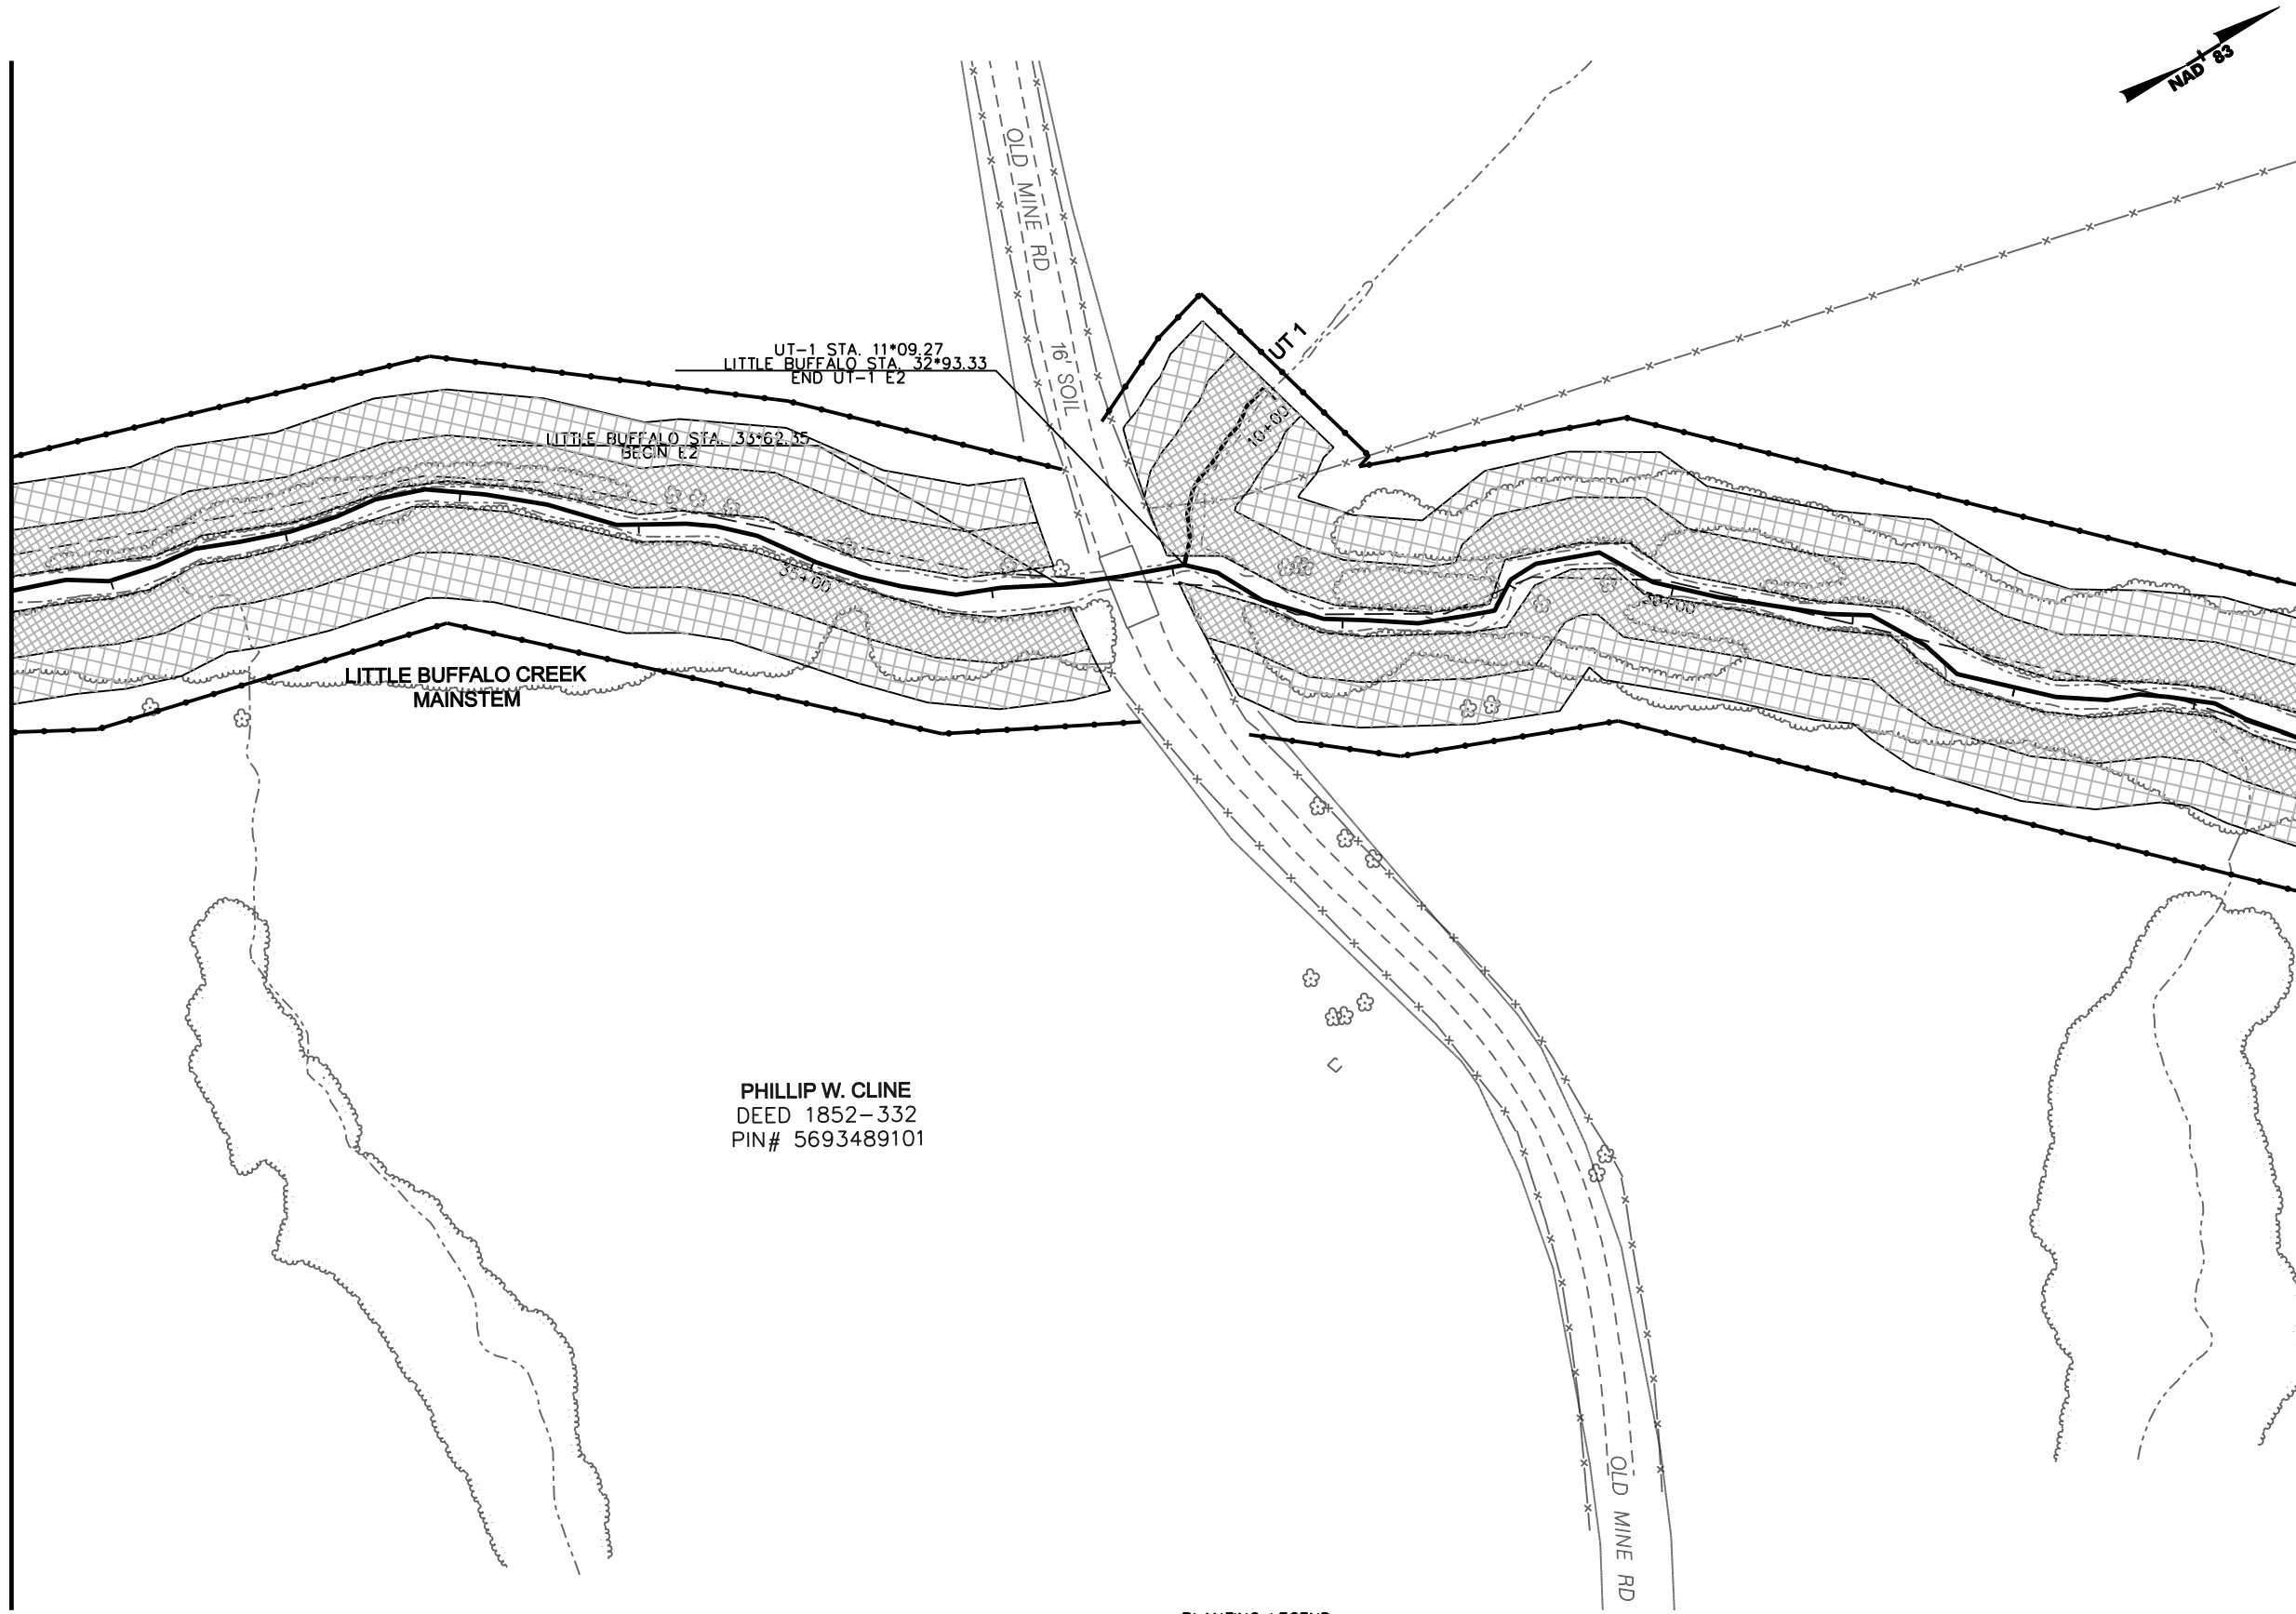 NAD 83
OLD MINE RD
UT 1
UT-1 STA. 11*09.27
LITTLE BUFFALO STA. 32*93.33
END UT-1 E2
16' SOIL
10+00
LITTLE BUFFALO STA. 33*62.35
BEGIN E2
35+00
LITTLE BUFFALO CREEK
MAINSTEM
PHILLIP W. CLINE
DEED 1852-332
PIN# 5693489101
OLD MINE RD